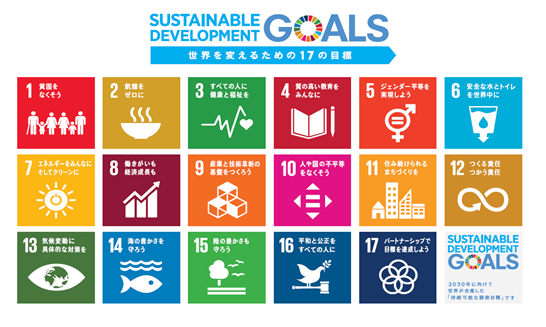 SUSTAINABLE
DEVELOPMENT
GOALS
世界を変えるための17の目標
1 貧困を
なくそう
2 飢餓を
ゼロに
3 すべての人に
健康と福祉を
4 質の高い教育を
みんなに
5 ジェンダー平等を
実現しよう
6 安全な水とトイレ
を世界中に
7 エネルギーをみんなに
そしてクリーンに
8 働きがいも
経済成長も
9 産業と技術革新の
基盤をつくろう
10 人や国の不平等
をなくそう
11 住み続けられる
まちづくりを
12 つくる責任
つかう責任
13 気候変動に
具体的な対策を
14 海の豊かさを
守ろう
15 陸の豊かさも
守ろう
16 平和と公正を
すべての人に
17 パートナーシップで
目標を達成しよう
SUSTAINABLE
DEVELOPMENT
GOALS
2030年に向けて
世界が合意した
「持続可能な開発目標」です